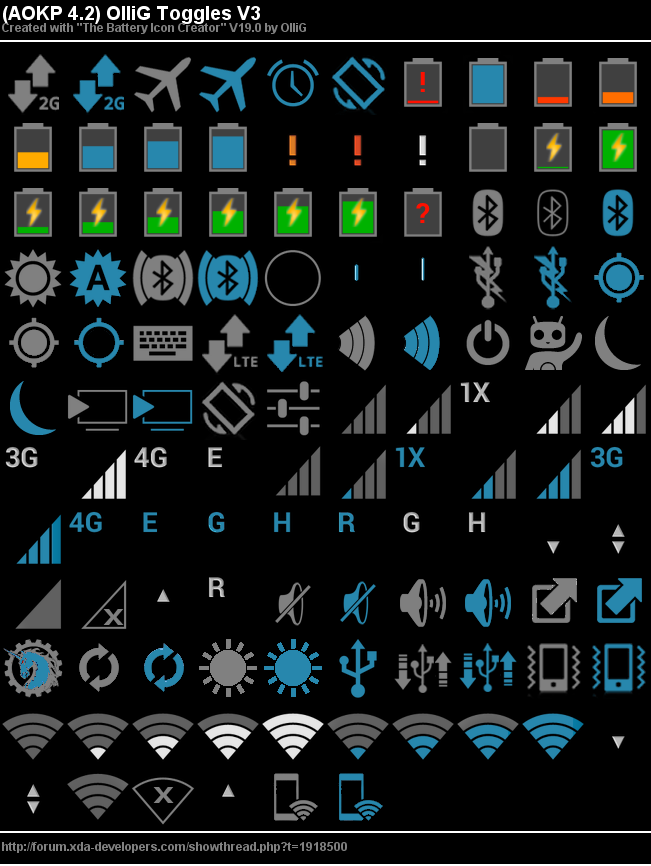 (AOKP 4.2) OlliG Toggles V3
Created with "The Battery Icon Creator" V19.0 by OlliG
2G 2G !
! ! !
?
A
LTE LTE
1X
3G 4G E 1X 3G
4G E G H R G H
X R
X
http://forum.xda-developers.com/showthread.php?t=1918500